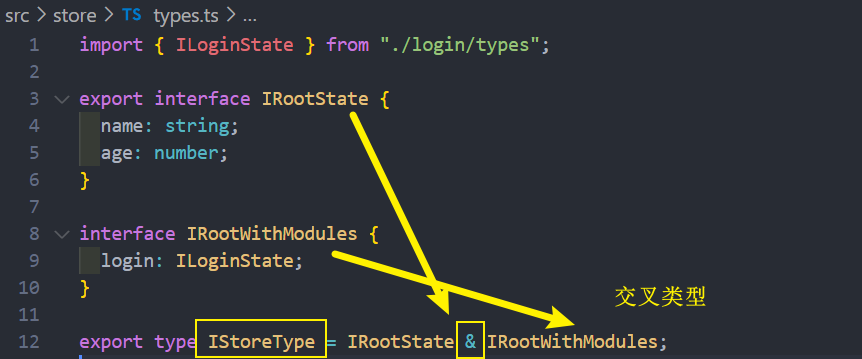 src > store > TS types.ts > ...
1 import { ILoginState } from "./login/types";
2
3 export interface IRootState {
4 name: string;
5 age: number;
6 }
7
8 interface IRootWithModules {
9 login: ILoginState;
10 }
交叉类型
11
12 export type IStoreType = IRootState & IRootWithModules;